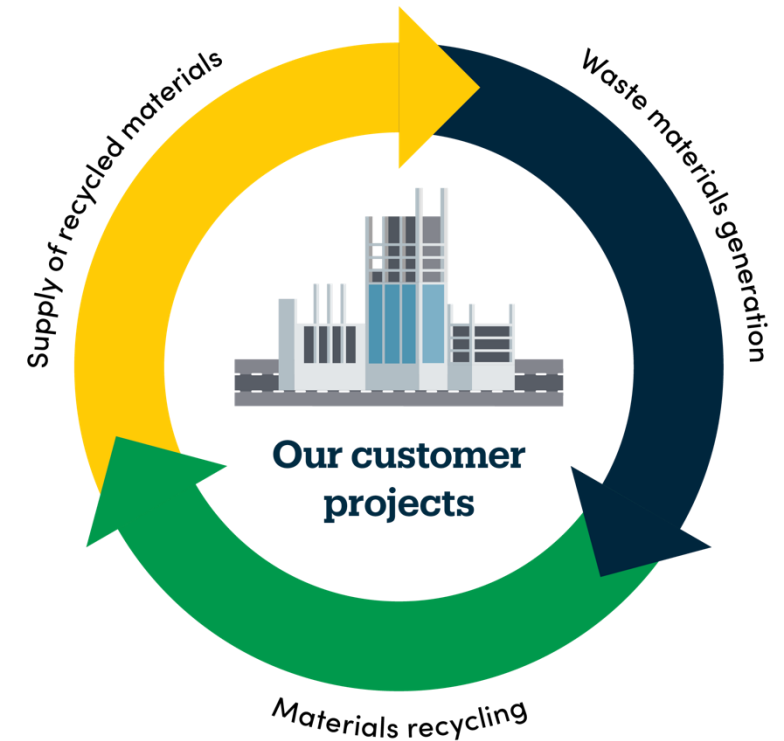 Supply of recycled materials
Waste materials generation
Our customer
projects
Materials recycling